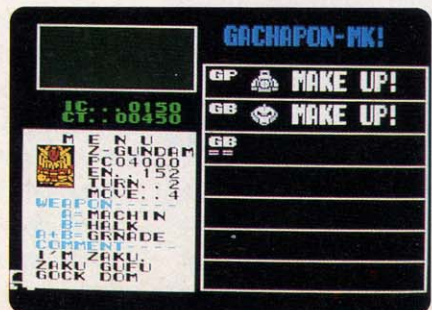 GACHAPON-MK!
GP MAKE UP!
GB MAKE UP!
GB
==
IC...0150
CT..00450
MENU
Z-GUNDAM
PC04000
EN..152
TURN..2
MOVE..4
WEAPON-----
A=MACHIN
B=HALK
A+B=GRNADE
COMMENT----
I'M ZAKU.
ZAKU GUFU
GOCK DOM